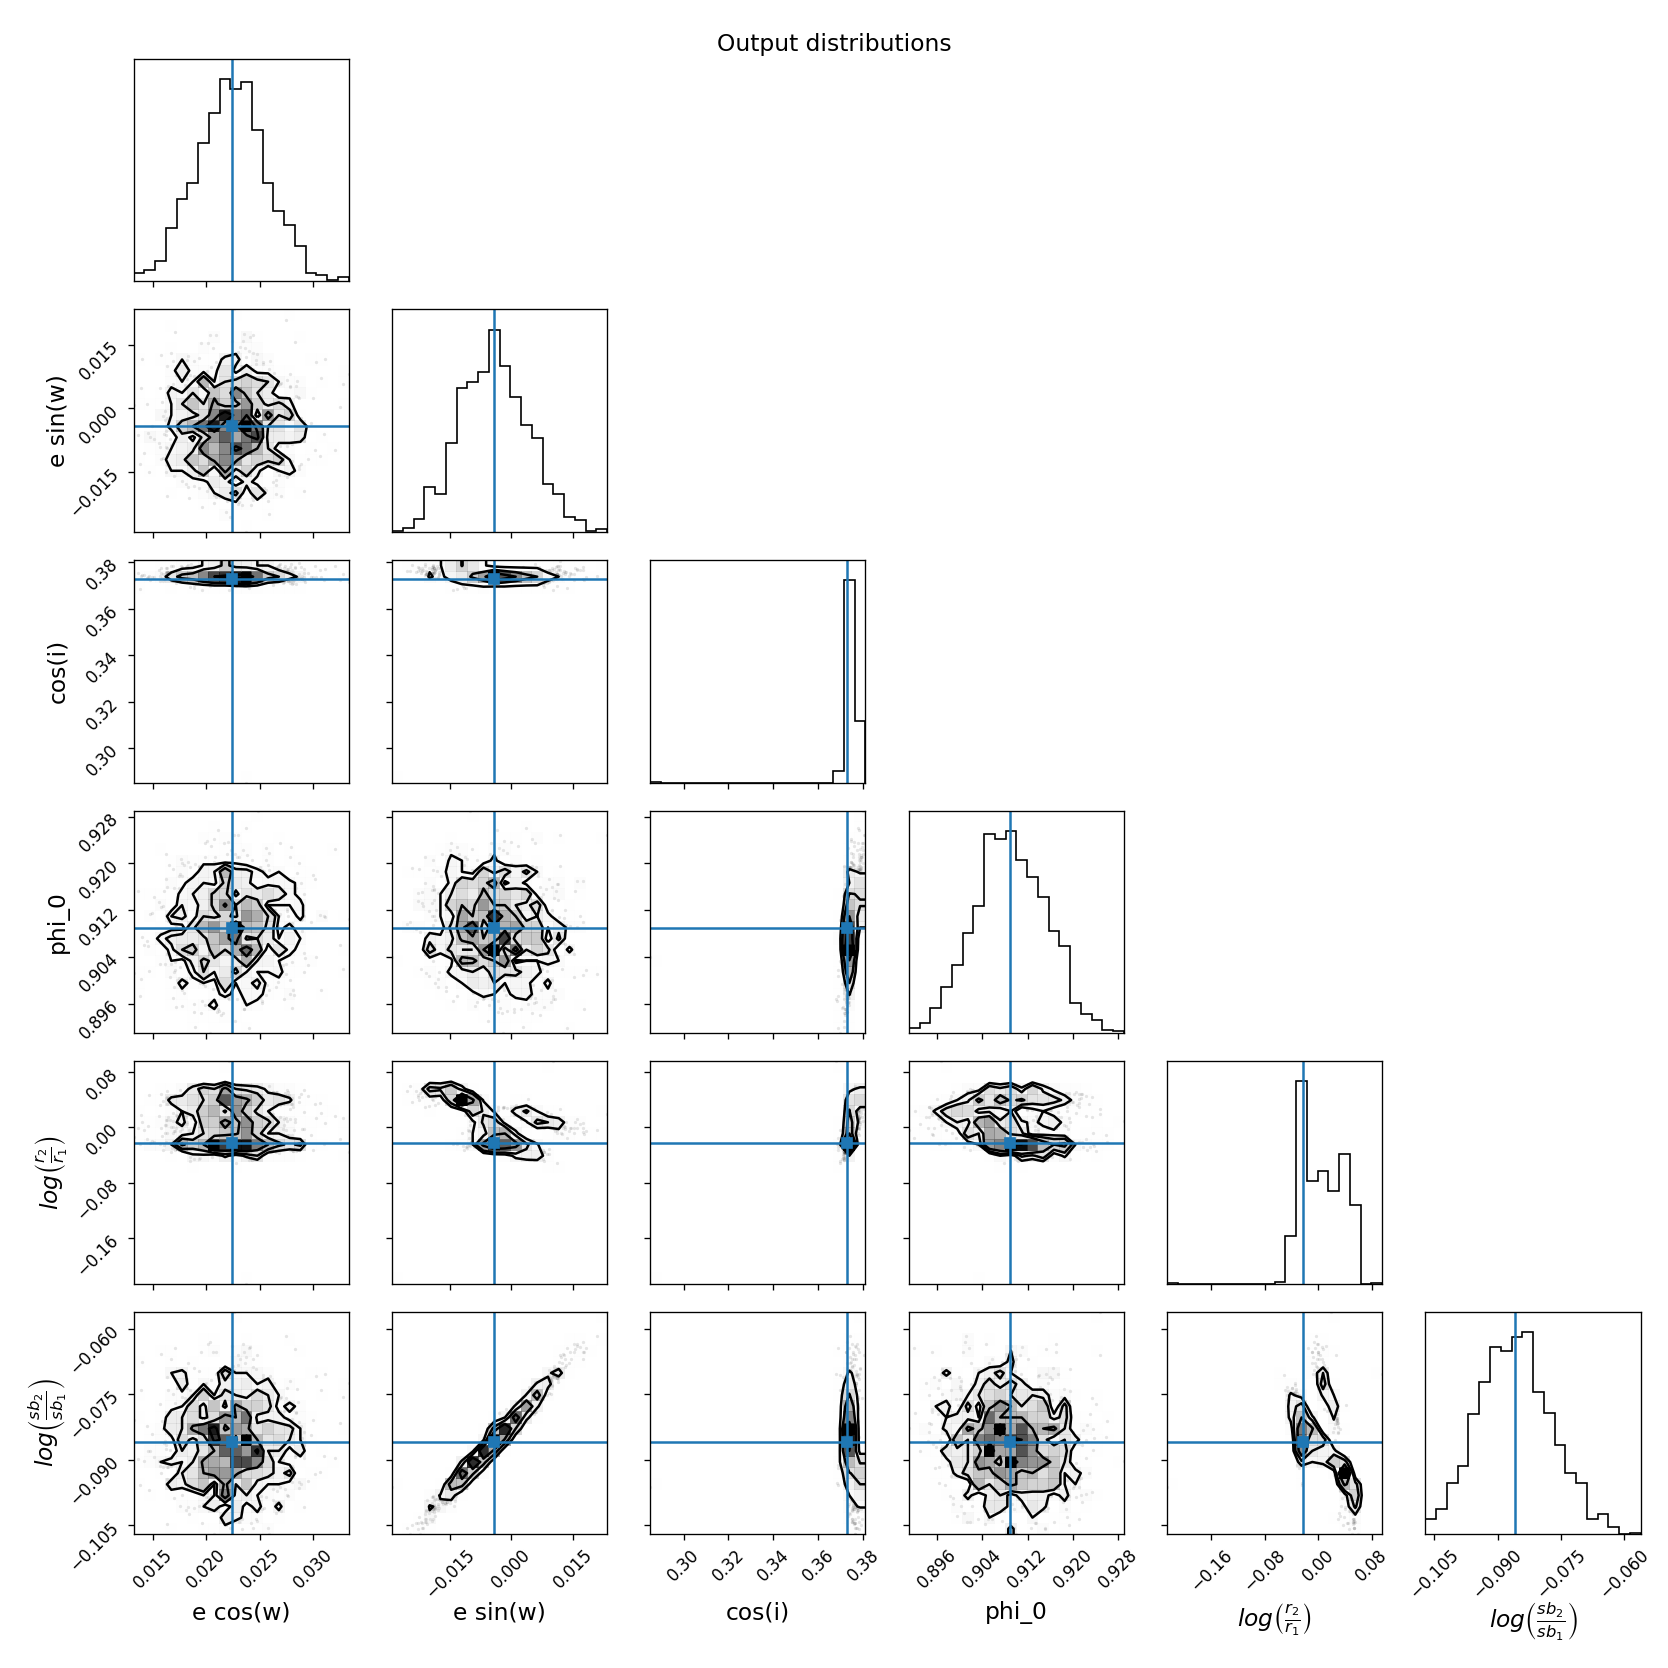 Output distributions
e sin(w)
0.015
0.000
−0.015
cos(i)
0.38
0.36
0.34
0.32
0.30
phi_0
0.928
0.920
0.912
0.904
0.896
log(r₂/r₁)
0.08
0.00
−0.08
−0.16
log(sb₂/sb₁)
−0.060
−0.075
−0.090
−0.105
0.015 0.020 0.025 0.030 −0.015 0.000 0.015 0.30 0.32 0.34 0.36 0.38 0.896 0.904 0.912 0.920 0.928 −0.16 −0.08 0.00 0.08 −0.105 −0.090 −0.075 −0.060
e cos(w) e sin(w) cos(i) phi_0 log(r₂/r₁) log(sb₂/sb₁)